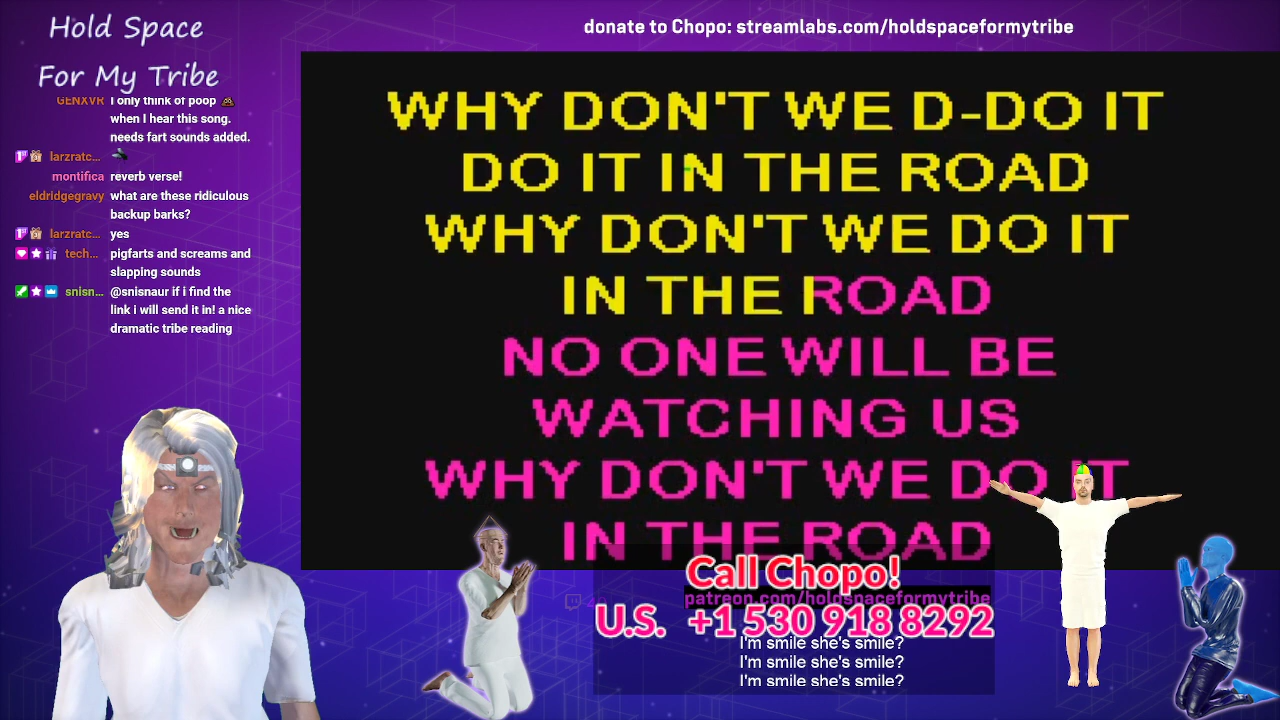 Hold Space
For My Tribe
donate to Chopo: streamlabs.com/holdspaceformytribe
GENXVR I only think of poop
when I hear this song.
needs fart sounds added.
larzratc...
montifica reverb verse!
eldridgegravy what are these ridiculous
backup barks?
larzratc... yes
tech... pigfarts and screams and
slapping sounds
snisn... @snisnaur if i find the
link i will send it in! a nice
dramatic tribe reading
WHY DON'T WE D-DO IT
DO IT IN THE ROAD
WHY DON'T WE DO IT
IN THE ROAD
NO ONE WILL BE
WATCHING US
WHY DON'T WE DO IT
IN THE ROAD
Call Chopo!
patreon.com/holdspaceformytribe
U.S. +1 530 918 8292
I'm smile she's smile?
I'm smile she's smile?
I'm smile she's smile?